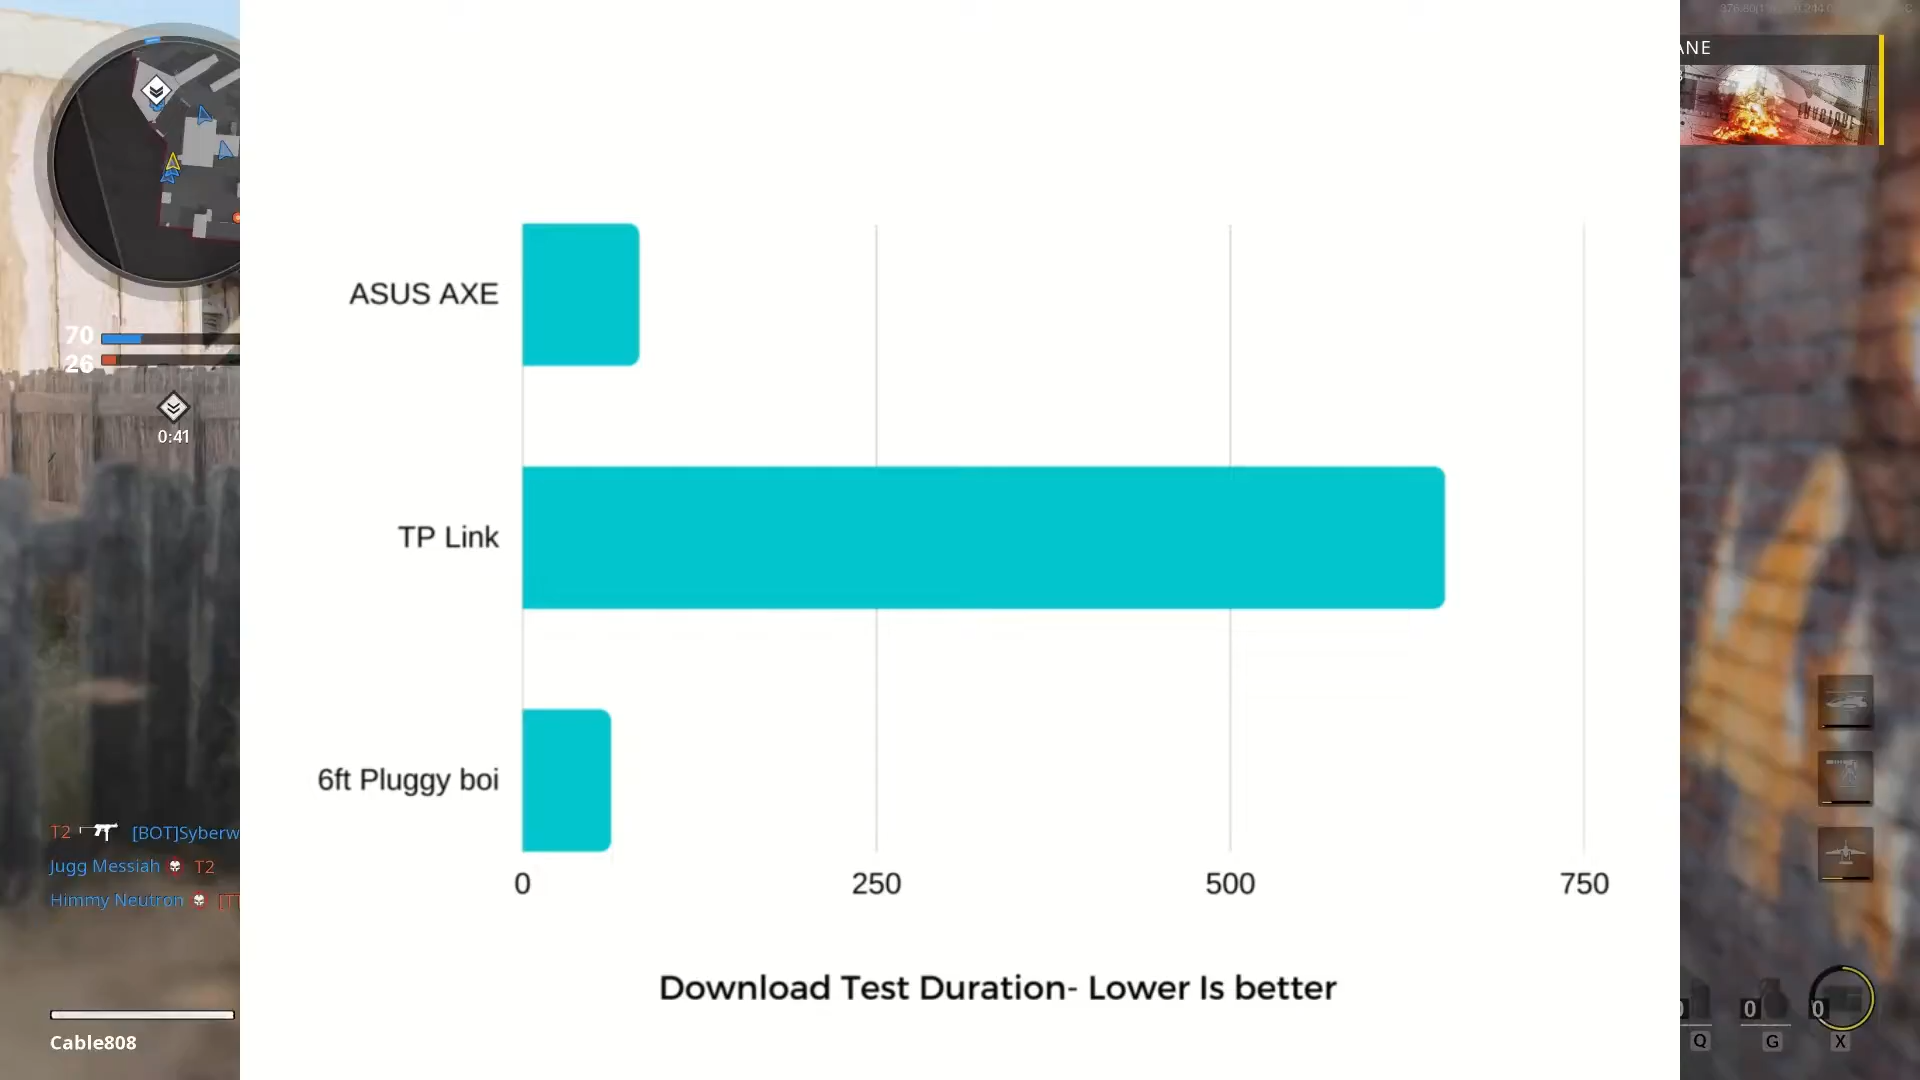 ANE
70
26
0:41
ASUS AXE
TP Link
6ft Pluggy boi
0
250
500
750
Download Test Duration- Lower Is better
T2 [BOT]Syberw
Jugg Messiah T2
Himmy Neutron
Cable808
0
0
Q
G
X